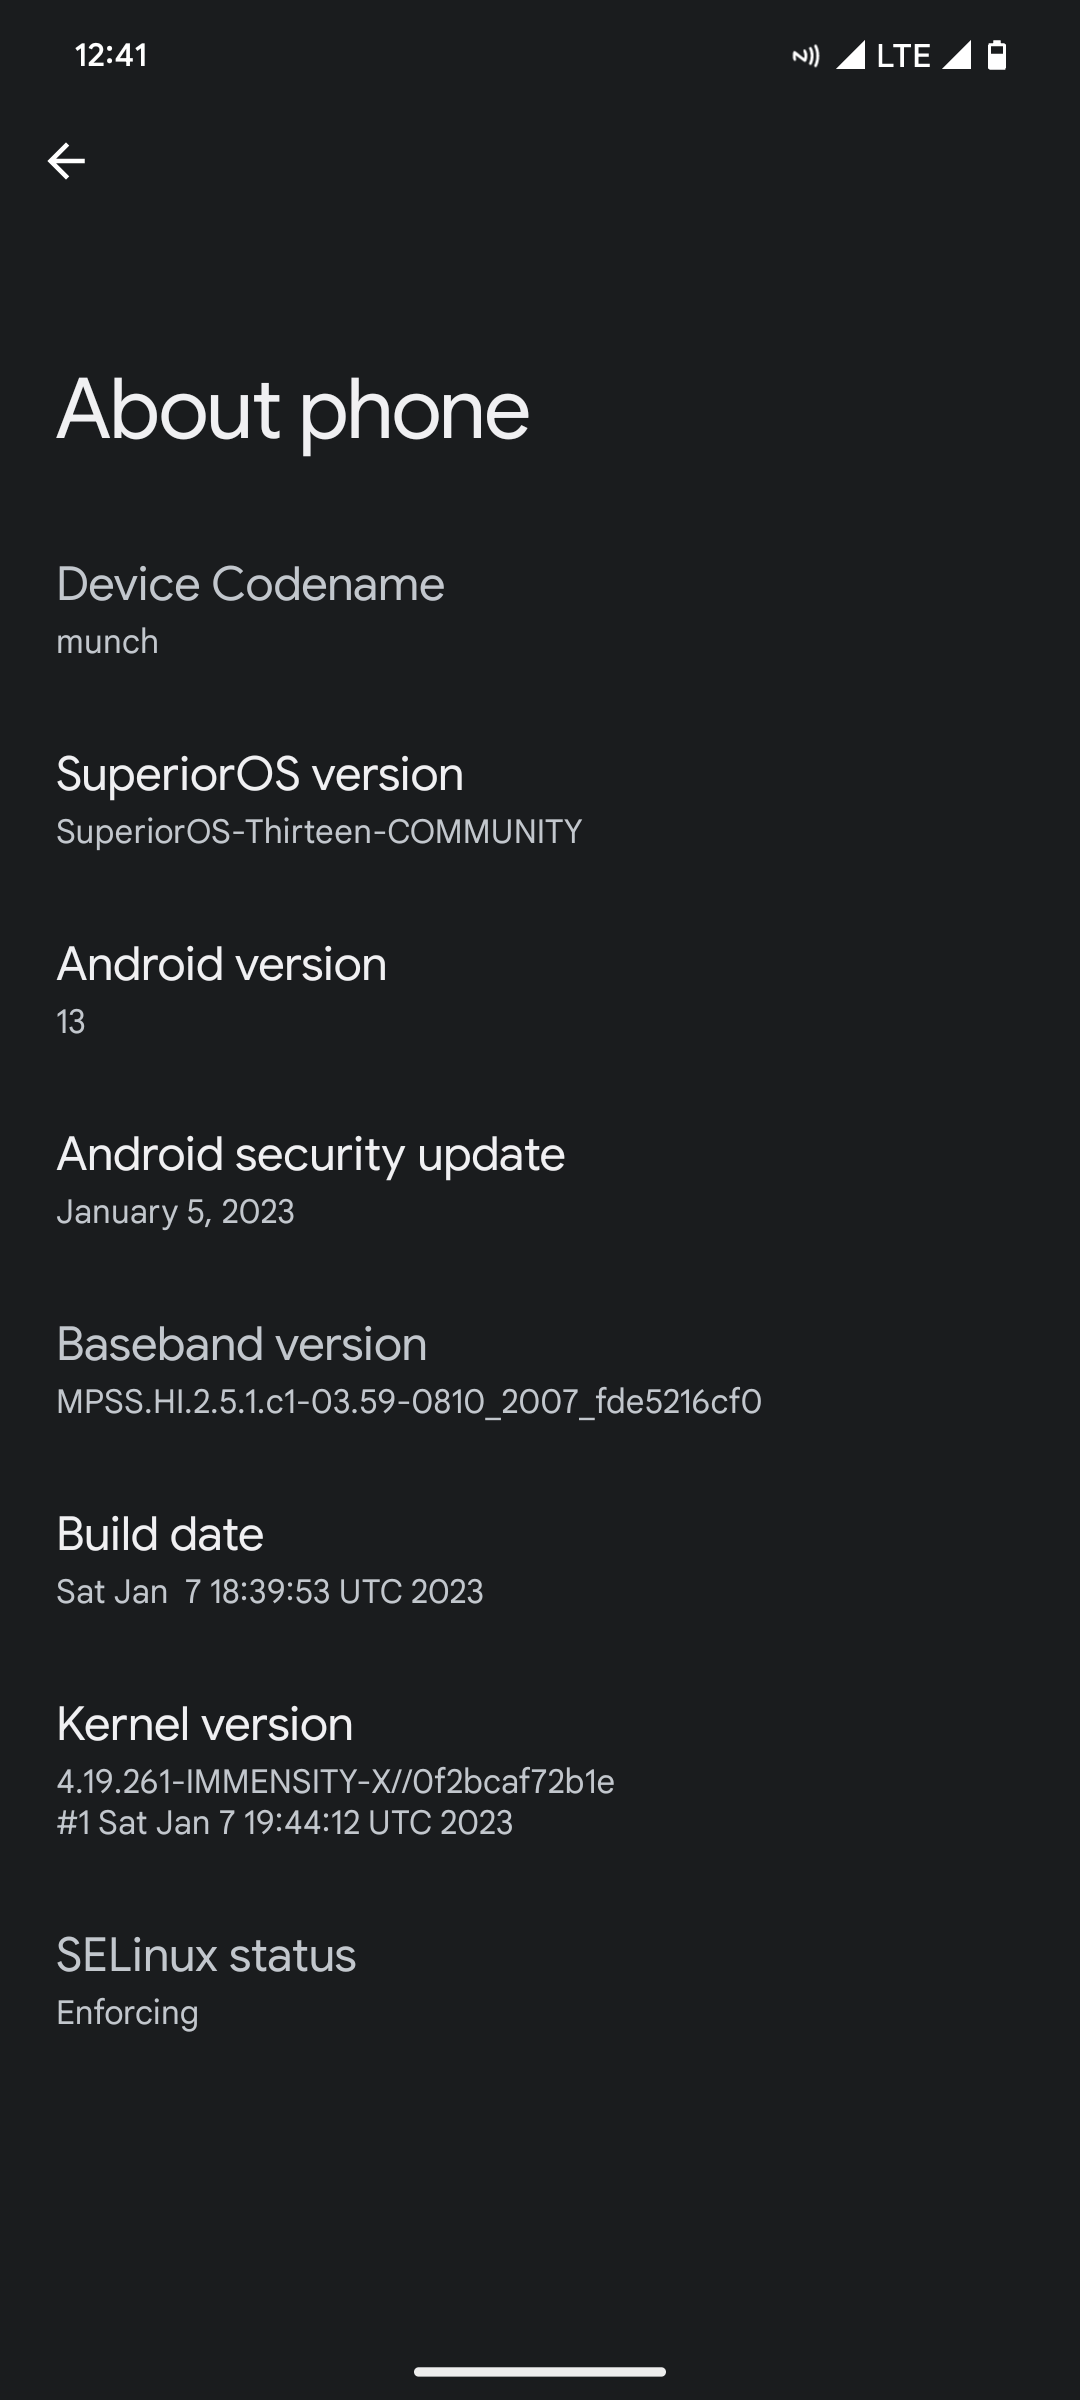 12:41
LTE
About phone
Device Codename
munch
SuperiorOS version
SuperiorOS-Thirteen-COMMUNITY
Android version
13
Android security update
January 5, 2023
Baseband version
MPSS.HI.2.5.1.c1-03.59-0810_2007_fde5216cf0
Build date
Sat Jan  7 18:39:53 UTC 2023
Kernel version
4.19.261-IMMENSITY-X//0f2bcaf72b1e
#1 Sat Jan 7 19:44:12 UTC 2023
SELinux status
Enforcing